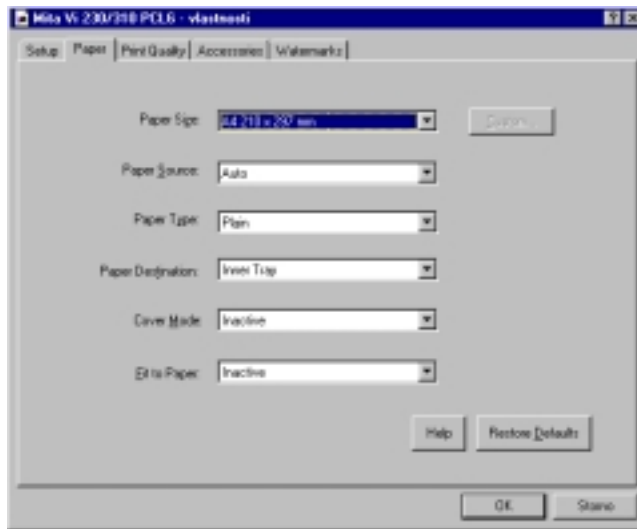 Mita Vi 230/310 PCL6 - vlastnosti
Setup Paper Print Quality Accessories Watermarks
Paper Size: A4 210 x 297 mm Custom...
Paper Source: Auto
Paper Type: Plain
Paper Destination: Inner Tray
Cover Mode: Inactive
Fit to Paper: Inactive
Help Restore Defaults
OK Storno